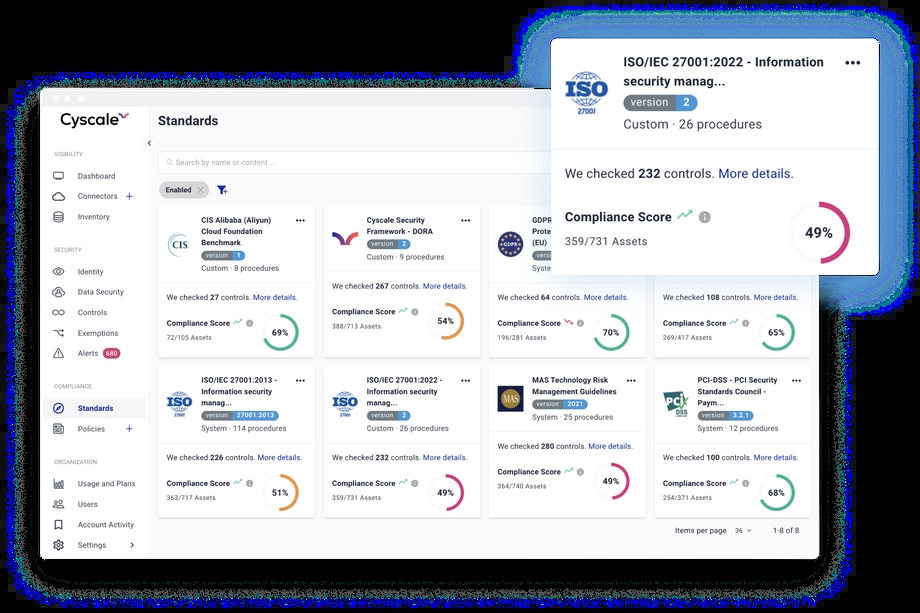 Cyscale
VISIBILITY
Dashboard
Connectors +
Inventory
SECURITY
Identity
Data Security
Controls
Exemptions
Alerts 680
COMPLIANCE
Standards
Policies +
ORGANIZATION
Usage and Plans
Users
Account Activity
Settings
Standards
Search by name or content...
Enabled
CIS
CIS Alibaba (Aliyun)
Cloud Foundation
Benchmark
version 1
Custom · 8 procedures
We checked 27 controls. More details.
Compliance Score
72/105 Assets
69%
Cyscale Security
Framework - DORA
version 2
Custom · 9 procedures
We checked 267 controls. More details.
Compliance Score
388/713 Assets
54%
GDPR
GDPR
Prote
(EU)
versi
Syste
We checked 64 controls. More details.
Compliance Score
196/281 Assets
70%
We checked 108 controls. More details.
Compliance Score
269/417 Assets
65%
ISO
27001
ISO/IEC 27001:2013 -
Information security
manag...
version 27001:2013
System · 114 procedures
We checked 226 controls. More details.
Compliance Score
363/717 Assets
51%
ISO
27001
ISO/IEC 27001:2022 -
Information security
manag...
version 2
Custom · 26 procedures
We checked 232 controls. More details.
Compliance Score
359/731 Assets
49%
MAS
MAS Technology Risk
Management Guidelines
version 2021
System · 25 procedures
We checked 280 controls. More details.
Compliance Score
364/740 Assets
49%
PCI
DSS
PCI-DSS - PCI Security
Standards Council -
Paym...
version 3.2.1
System · 12 procedures
We checked 100 controls. More details.
Compliance Score
254/371 Assets
68%
Items per page 36 1-8 of 8
ISO
27001
ISO/IEC 27001:2022 - Information
security manag...
version 2
Custom · 26 procedures
We checked 232 controls. More details.
Compliance Score
359/731 Assets
49%